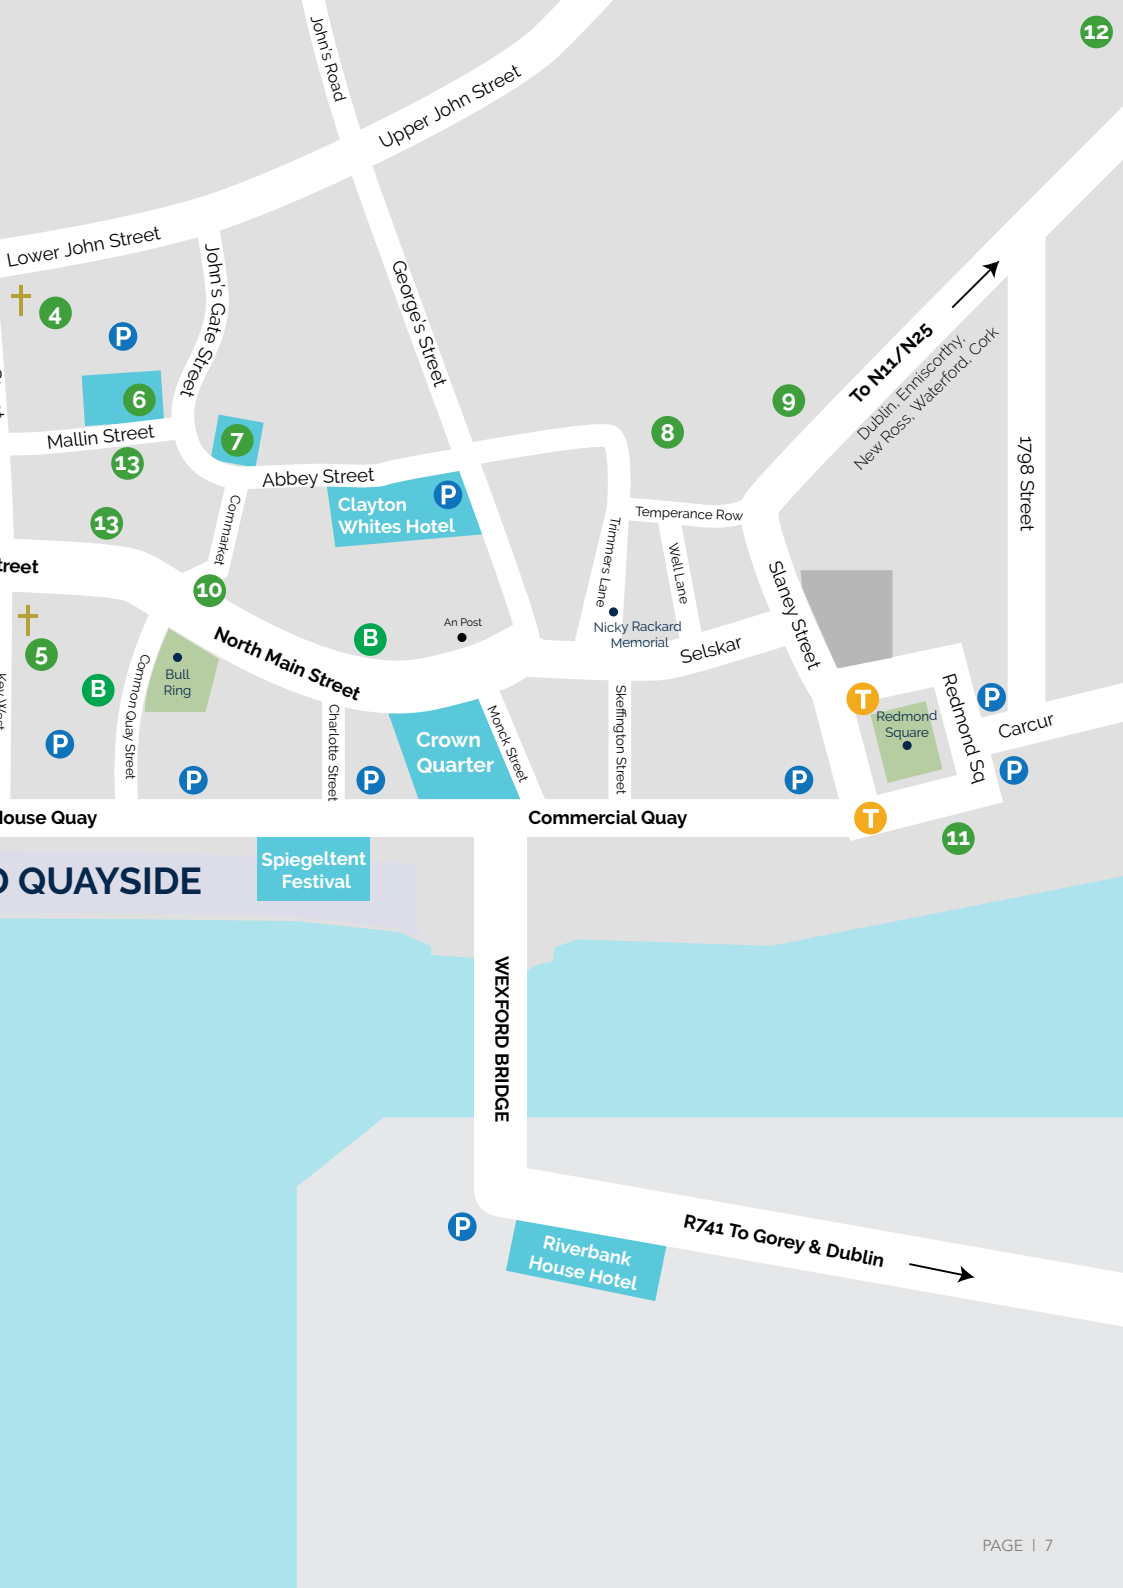 12
John's Road
Upper John Street
Lower John Street
John's Gate Street
George's Street
4
P
6
Mallin Street
13
7
Abbey Street
Clayton
Whites Hotel
P
8
9
To N11/N25
Dublin, Enniscorthy,
New Ross, Waterford, Cork
1798 Street
13
Cornmarket
Temperance Row
Trimmers Lane
Well Lane
Slaney Street
treet
10
5
B
P
Key West
Common Quay Street
Bull
Ring
North Main Street
B
An Post
Nicky Rackard
Memorial
Selskar
T
Redmond
Square
Redmond Sq
P
Carcur
P
P
Charlotte Street
P
Crown
Quarter
Monck Street
Skeffington Street
P
T
11
House Quay
Commercial Quay
Spiegeltent
Festival
QUAYSIDE
WEXFORD BRIDGE
P
Riverbank
House Hotel
R741 To Gorey & Dublin
PAGE | 7